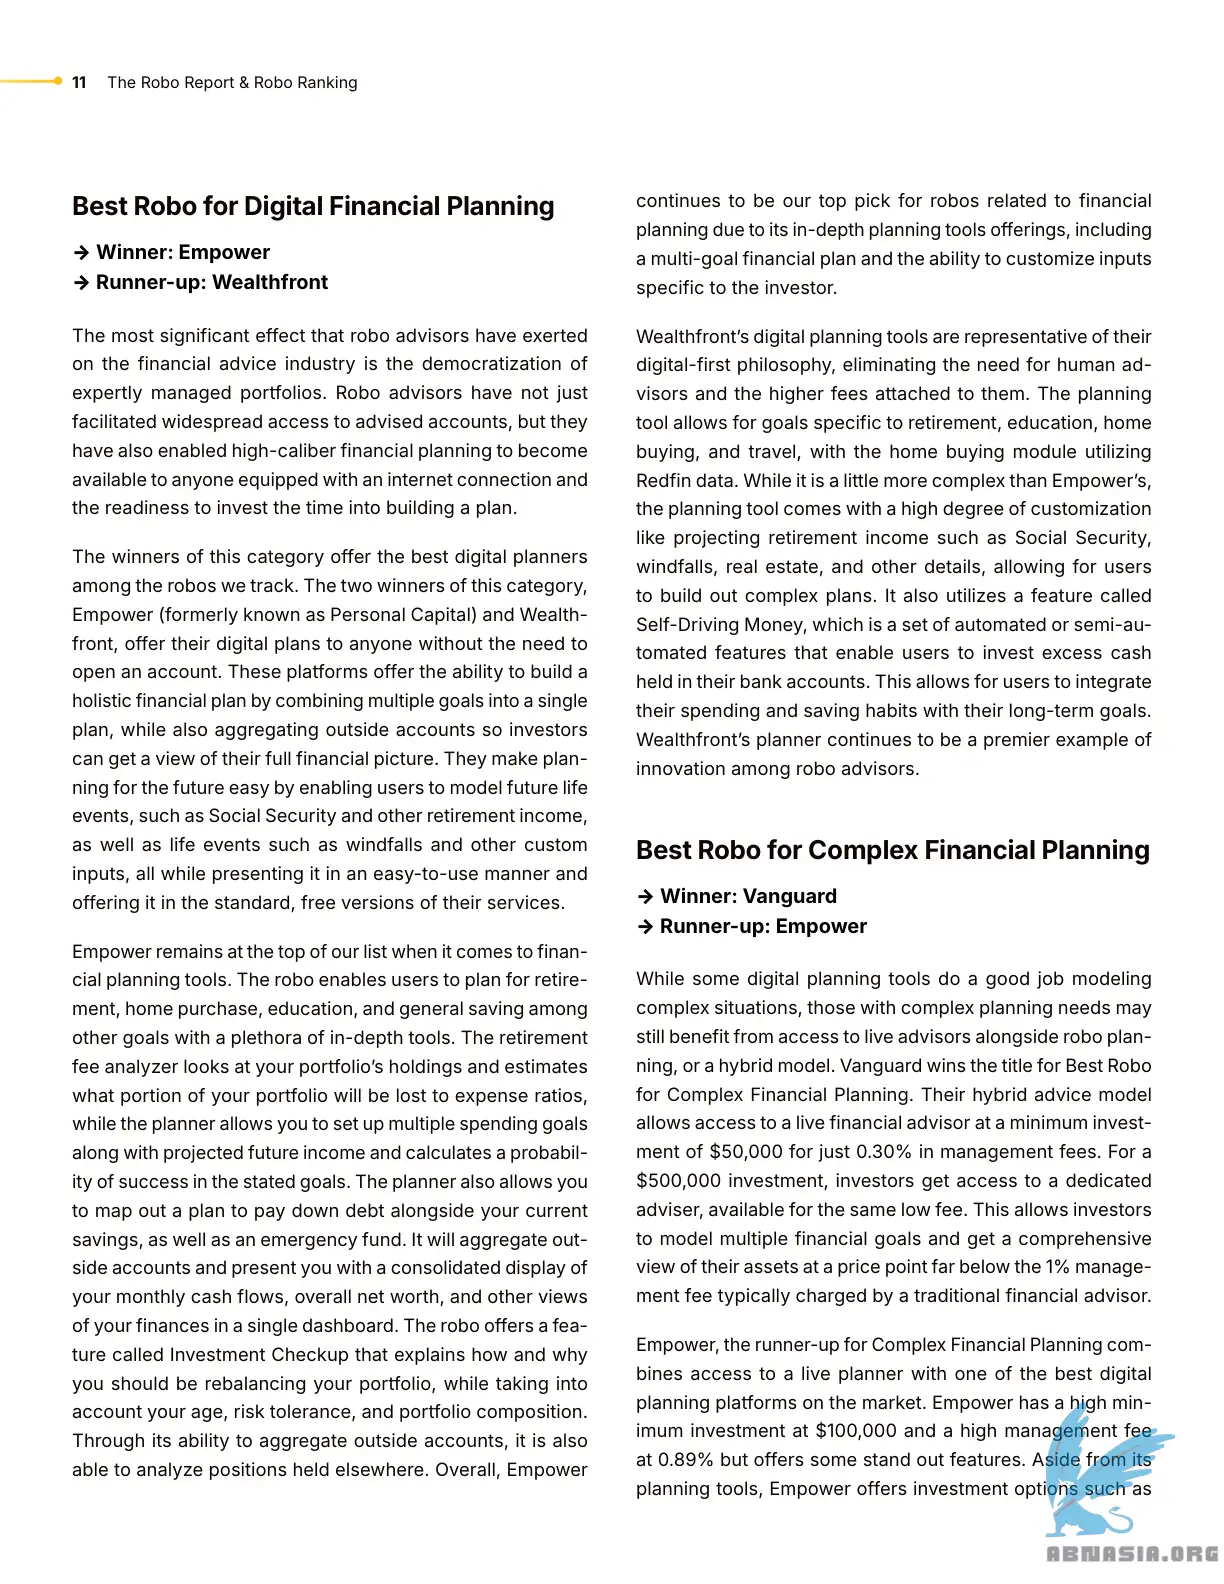 11 The Robo Report & Robo Ranking
Best Robo for Digital Financial Planning
→ Winner: Empower
→ Runner-up: Wealthfront
The most significant effect that robo advisors have exerted
on the financial advice industry is the democratization of
expertly managed portfolios. Robo advisors have not just
facilitated widespread access to advised accounts, but they
have also enabled high-caliber financial planning to become
available to anyone equipped with an internet connection and
the readiness to invest the time into building a plan.
The winners of this category offer the best digital planners
among the robos we track. The two winners of this category,
Empower (formerly known as Personal Capital) and Wealth-
front, offer their digital plans to anyone without the need to
open an account. These platforms offer the ability to build a
holistic financial plan by combining multiple goals into a single
plan, while also aggregating outside accounts so investors
can get a view of their full financial picture. They make plan-
ning for the future easy by enabling users to model future life
events, such as Social Security and other retirement income,
as well as life events such as windfalls and other custom
inputs, all while presenting it in an easy-to-use manner and
offering it in the standard, free versions of their services.
Empower remains at the top of our list when it comes to finan-
cial planning tools. The robo enables users to plan for retire-
ment, home purchase, education, and general saving among
other goals with a plethora of in-depth tools. The retirement
fee analyzer looks at your portfolio's holdings and estimates
what portion of your portfolio will be lost to expense ratios,
while the planner allows you to set up multiple spending goals
along with projected future income and calculates a probabil-
ity of success in the stated goals. The planner also allows you
to map out a plan to pay down debt alongside your current
savings, as well as an emergency fund. It will aggregate out-
side accounts and present you with a consolidated display of
your monthly cash flows, overall net worth, and other views
of your finances in a single dashboard. The robo offers a fea-
ture called Investment Checkup that explains how and why
you should be rebalancing your portfolio, while taking into
account your age, risk tolerance, and portfolio composition.
Through its ability to aggregate outside accounts, it is also
able to analyze positions held elsewhere. Overall, Empower
continues to be our top pick for robos related to financial
planning due to its in-depth planning tools offerings, including
a multi-goal financial plan and the ability to customize inputs
specific to the investor.
Wealthfront's digital planning tools are representative of their
digital-first philosophy, eliminating the need for human ad-
visors and the higher fees attached to them. The planning
tool allows for goals specific to retirement, education, home
buying, and travel, with the home buying module utilizing
Redfin data. While it is a little more complex than Empower's,
the planning tool comes with a high degree of customization
like projecting retirement income such as Social Security,
windfalls, real estate, and other details, allowing for users
to build out complex plans. It also utilizes a feature called
Self-Driving Money, which is a set of automated or semi-au-
tomated features that enable users to invest excess cash
held in their bank accounts. This allows for users to integrate
their spending and saving habits with their long-term goals.
Wealthfront's planner continues to be a premier example of
innovation among robo advisors.
Best Robo for Complex Financial Planning
→ Winner: Vanguard
→ Runner-up: Empower
While some digital planning tools do a good job modeling
complex situations, those with complex planning needs may
still benefit from access to live advisors alongside robo plan-
ning, or a hybrid model. Vanguard wins the title for Best Robo
for Complex Financial Planning. Their hybrid advice model
allows access to a live financial advisor at a minimum invest-
ment of $50,000 for just 0.30% in management fees. For a
$500,000 investment, investors get access to a dedicated
adviser, available for the same low fee. This allows investors
to model multiple financial goals and get a comprehensive
view of their assets at a price point far below the 1% manage-
ment fee typically charged by a traditional financial advisor.
Empower, the runner-up for Complex Financial Planning com-
bines access to a live planner with one of the best digital
planning platforms on the market. Empower has a high min-
imum investment at $100,000 and a high management fee
at 0.89% but offers some stand out features. Aside from its
planning tools, Empower offers investment options such as
ABNASIA.ORG